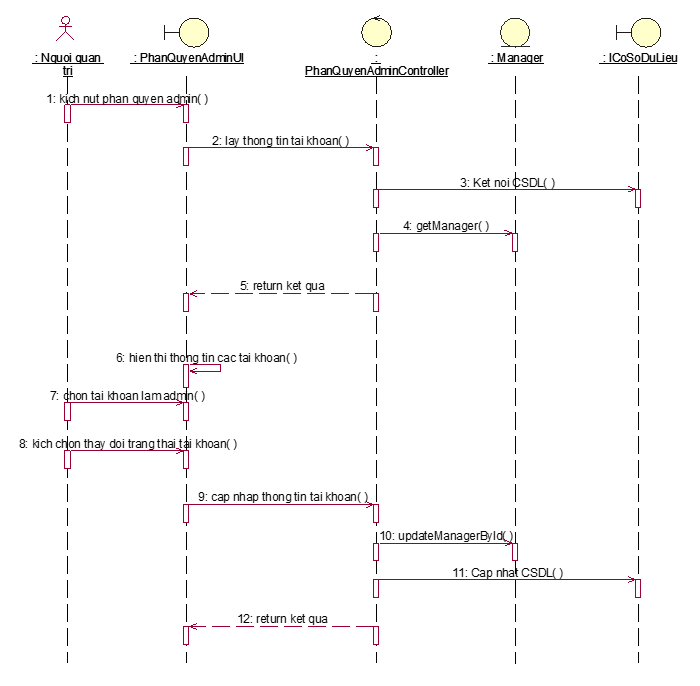 : Nguoi quan
tri
: PhanQuyenAdminUI
:
PhanQuyenAdminController
: Manager
: ICoSoDuLieu
1: kich nut phan quyen admin( )
2: lay thong tin tai khoan( )
3: Ket noi CSDL( )
4: getManager( )
5: return ket qua
6: hien thi thong tin cac tai khoan( )
7: chon tai khoan lam admn( )
8: kich chon thay doi trang thai tai khoan( )
9: cap nhap thong tin tai khoan( )
10: updateManagerById( )
11: Cap nhat CSDL( )
12: return ket qua